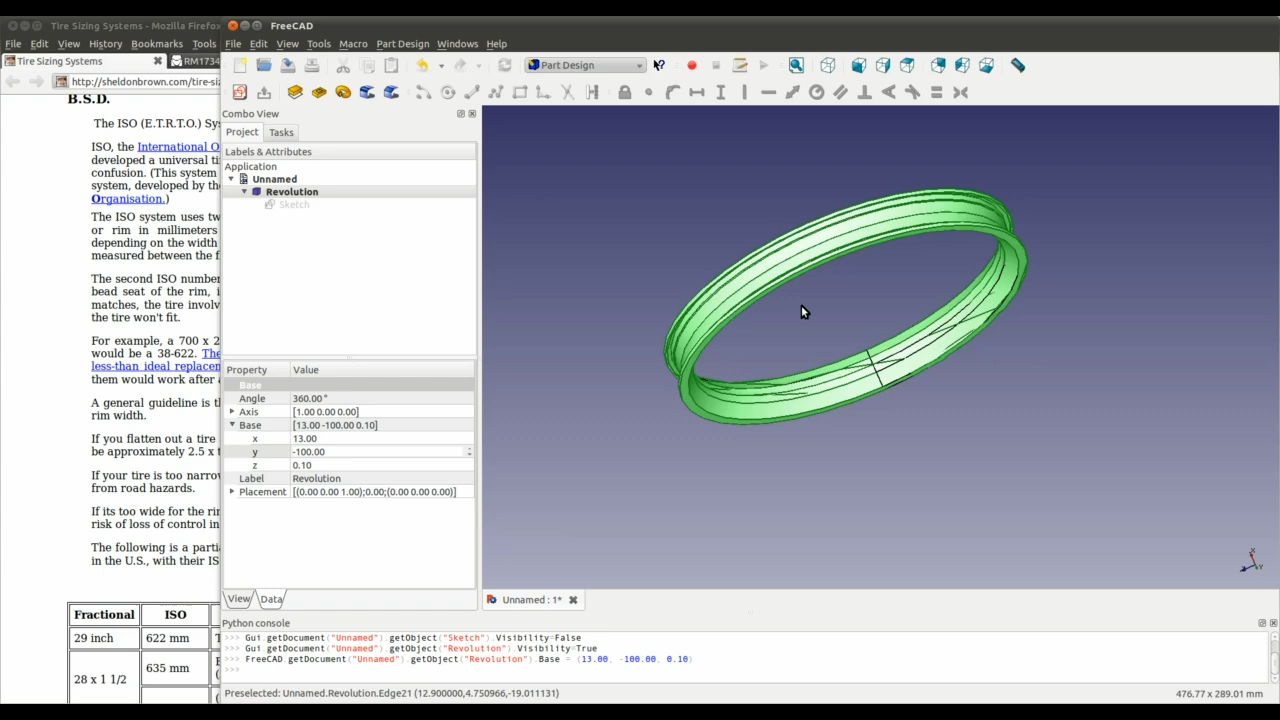 Tire Sizing Systems - Mozilla Firefo
File Edit View History Bookmarks Tools
Tire Sizing Systems
RM1734
http://sheldonbrown.com/tire-siz
B.S.D.
The ISO (E.T.R.T.O.) Sys
ISO, the International O
developed a universal ti
confusion. (This system
system, developed by the
Organisation.)
The ISO system uses tw
or rim in millimeters
depending on the width
measured between the f
The second ISO number
bead seat of the rim, i
matches, the tire involv
the tire won't fit.
For example, a 700 x 2
would be a 38-622. The
less-than ideal replacem
them would work after a
A general guideline is th
rim width.
If you flatten out a tire
be approximately 2.5 x t
If your tire is too narrow
from road hazards.
If its too wide for the rim
risk of loss of control in
The following is a partia
in the U.S., with their IS
Fractional ISO
29 inch 622 mm T
28 x 1 1/2 635 mm
FreeCAD
File Edit View Tools Macro Part Design Windows Help
Part Design
Combo View
Project Tasks
Labels & Attributes
Application
Unnamed
Revolution
Sketch
Property Value
Base
Angle 360.00 °
Axis [1.00 0.00 0.00]
Base [13.00 -100.00 0.10]
x 13.00
y -100.00
z 0.10
Label Revolution
Placement [(0.00 0.00 1.00);0.00;(0.00 0.00 0.00)]
View Data
Unnamed : 1*
Python console
>>> Gui.getDocument("Unnamed").getObject("Sketch").Visibility=False
>>> Gui.getDocument("Unnamed").getObject("Revolution").Visibility=True
>>> FreeCAD.getDocument("Unnamed").getObject("Revolution").Base = (13.00, -100.00, 0.10)
>>>
Preselected: Unnamed.Revolution.Edge21 (12.900000,4.750966,-19.011131)
476.77 x 289.01 mm